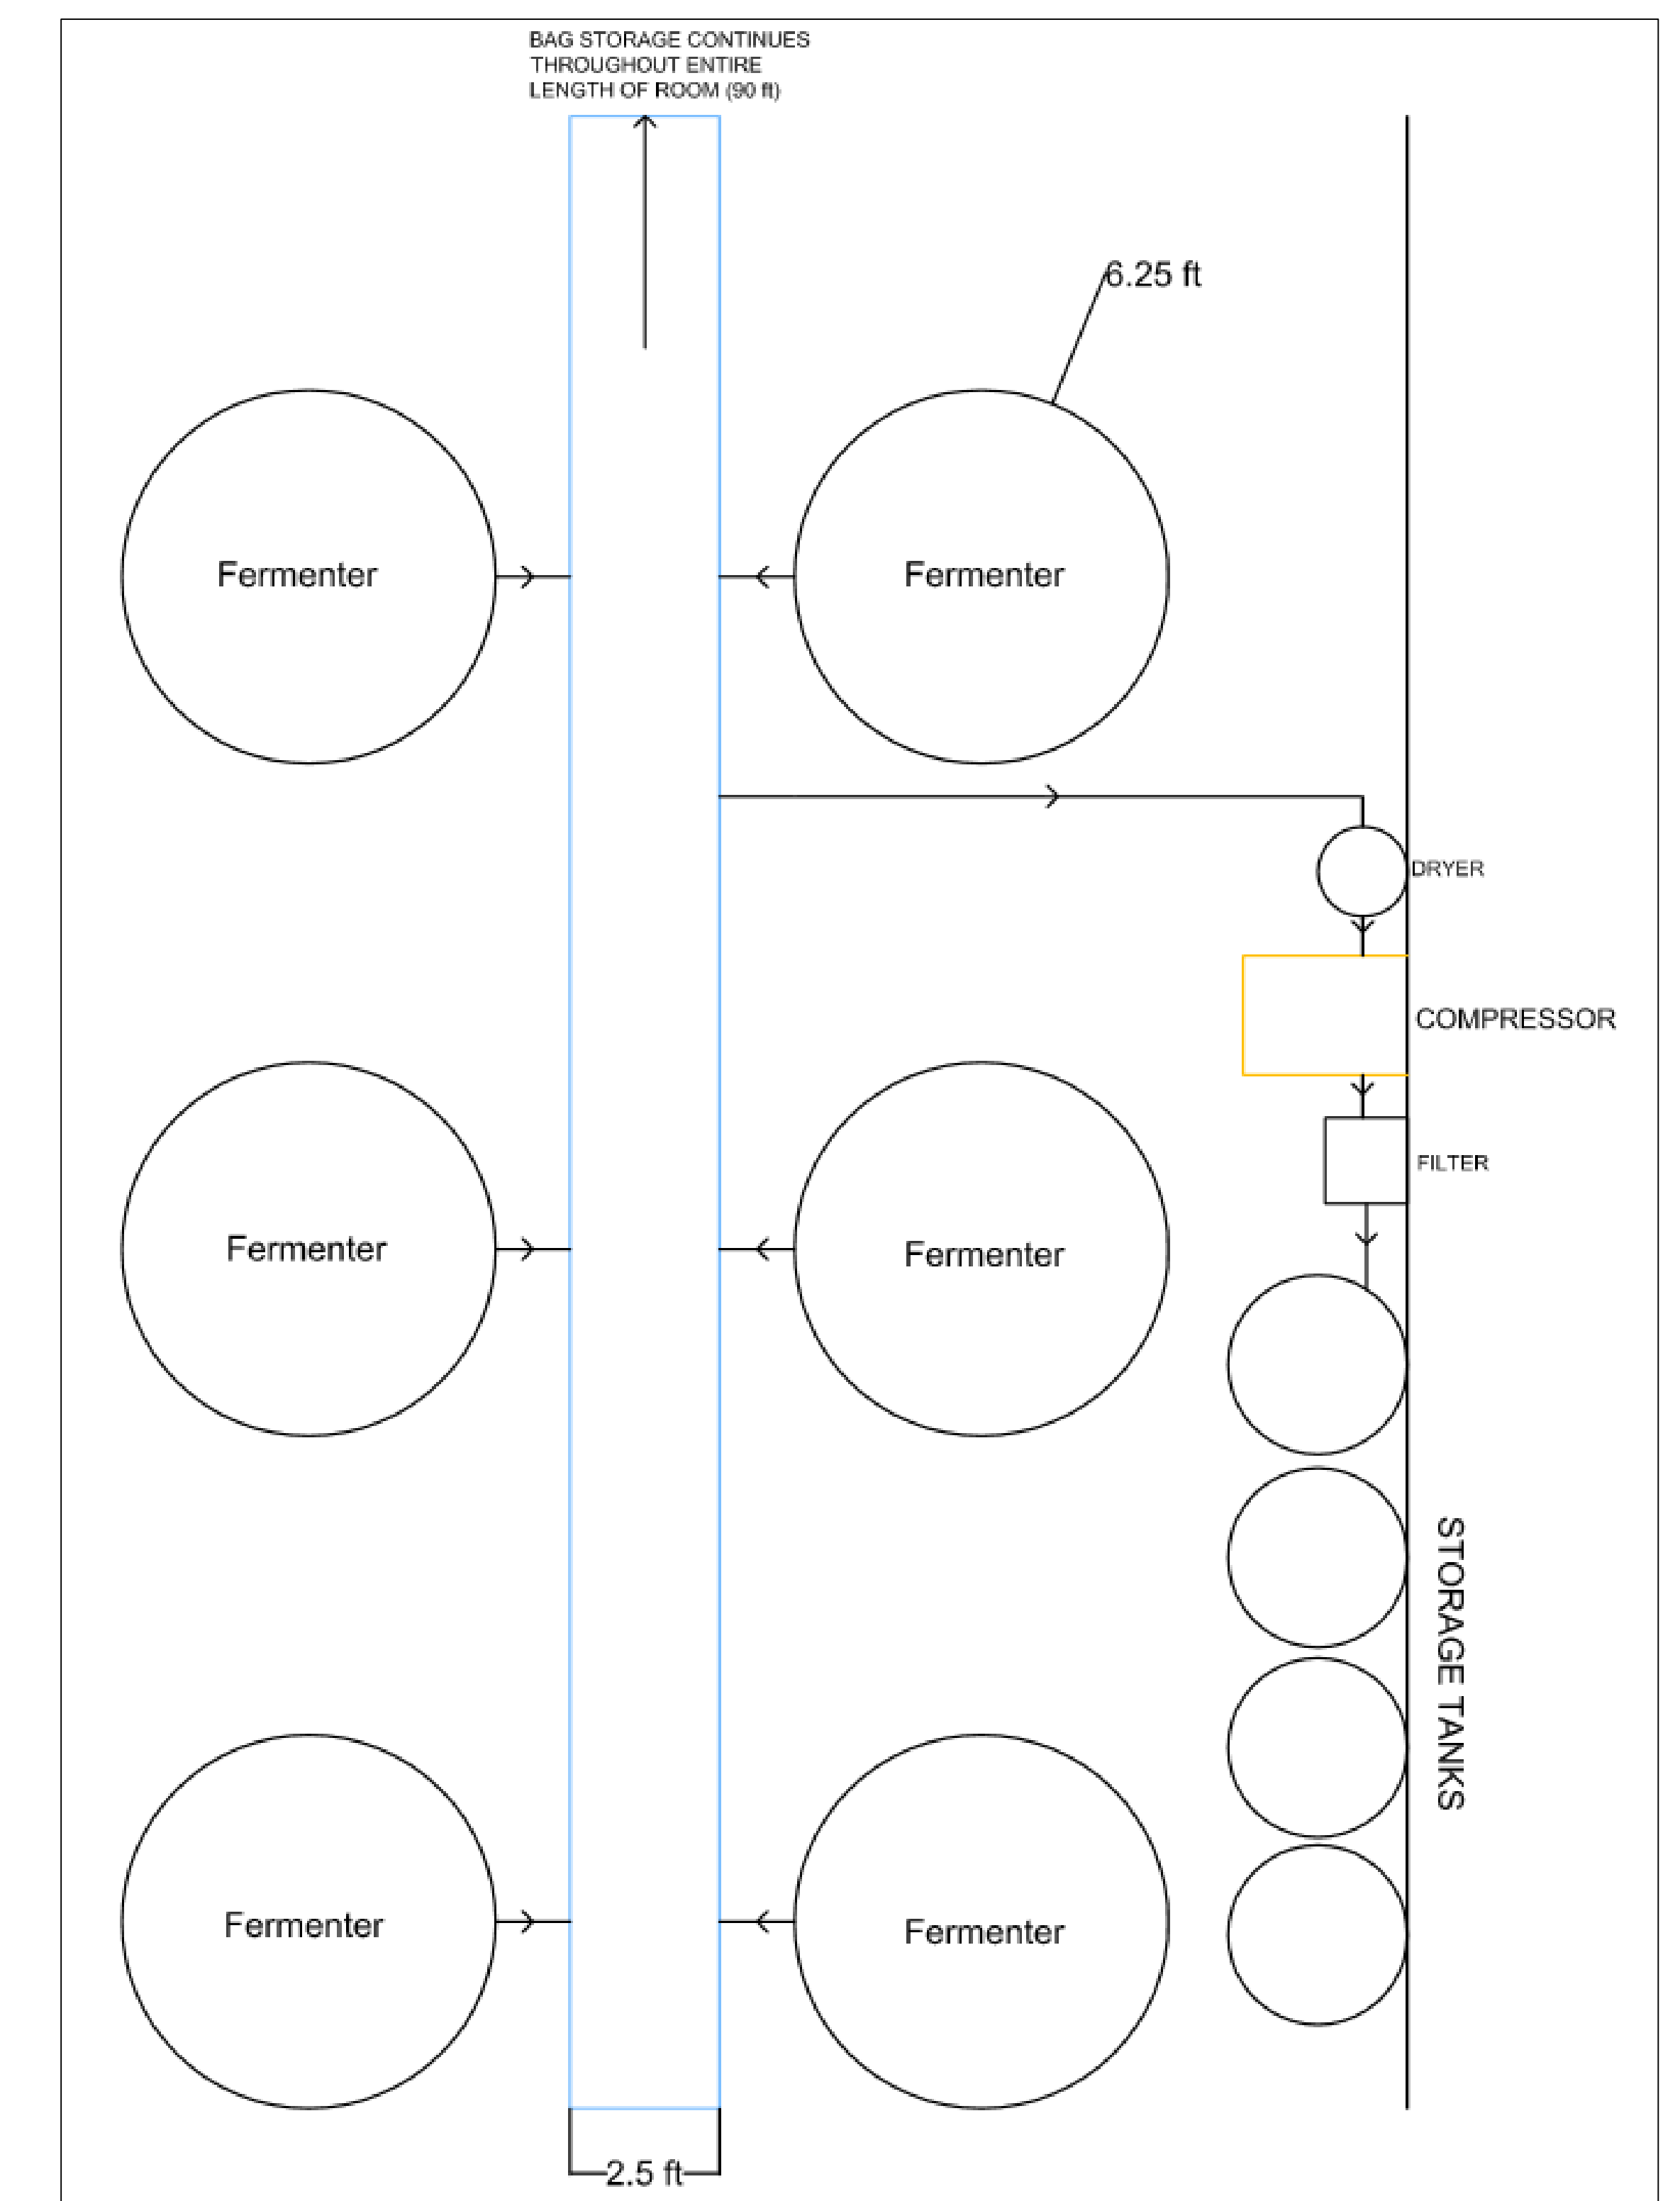 BAG STORAGE CONTINUES
THROUGHOUT ENTIRE
LENGTH OF ROOM (90 ft)
6.25 ft
Fermenter
Fermenter
DRYER
COMPRESSOR
FILTER
Fermenter
Fermenter
STORAGE TANKS
Fermenter
Fermenter
2.5 ft